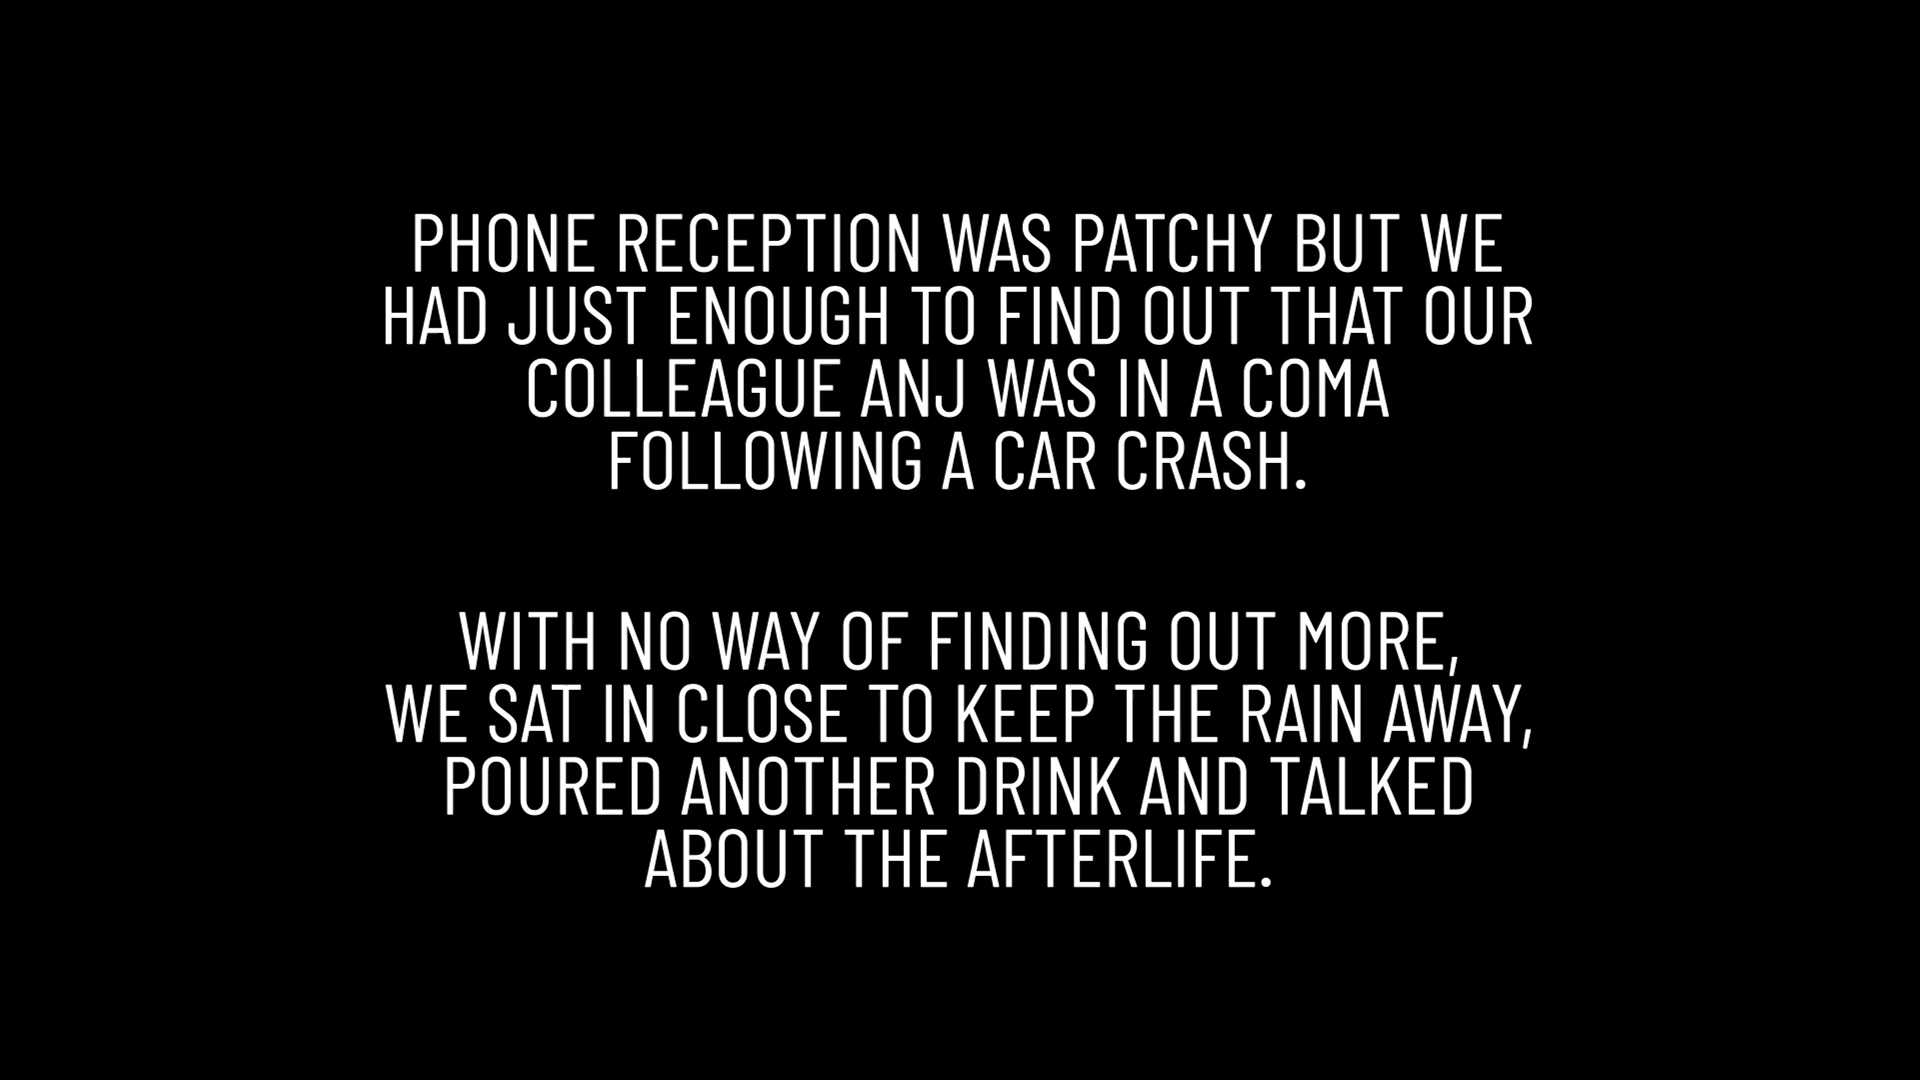 PHONE RECEPTION WAS PATCHY BUT WE
HAD JUST ENOUGH TO FIND OUT THAT OUR
COLLEAGUE ANJ WAS IN A COMA
FOLLOWING A CAR CRASH.
WITH NO WAY OF FINDING OUT MORE,
WE SAT IN CLOSE TO KEEP THE RAIN AWAY,
POURED ANOTHER DRINK AND TALKED
ABOUT THE AFTERLIFE.